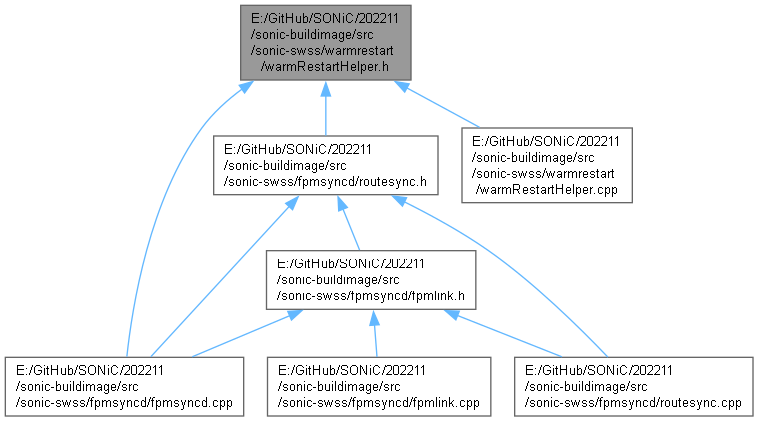 E:/GitHub/SONiC/202211
/sonic-buildimage/src
/sonic-swss/warmrestart
/warmRestartHelper.h
E:/GitHub/SONiC/202211
/sonic-buildimage/src
/sonic-swss/fpmsyncd/routesync.h
E:/GitHub/SONiC/202211
/sonic-buildimage/src
/sonic-swss/warmrestart
/warmRestartHelper.cpp
E:/GitHub/SONiC/202211
/sonic-buildimage/src
/sonic-swss/fpmsyncd/fpmlink.h
E:/GitHub/SONiC/202211
/sonic-buildimage/src
/sonic-swss/fpmsyncd/fpmsyncd.cpp
E:/GitHub/SONiC/202211
/sonic-buildimage/src
/sonic-swss/fpmsyncd/fpmlink.cpp
E:/GitHub/SONiC/202211
/sonic-buildimage/src
/sonic-swss/fpmsyncd/routesync.cpp